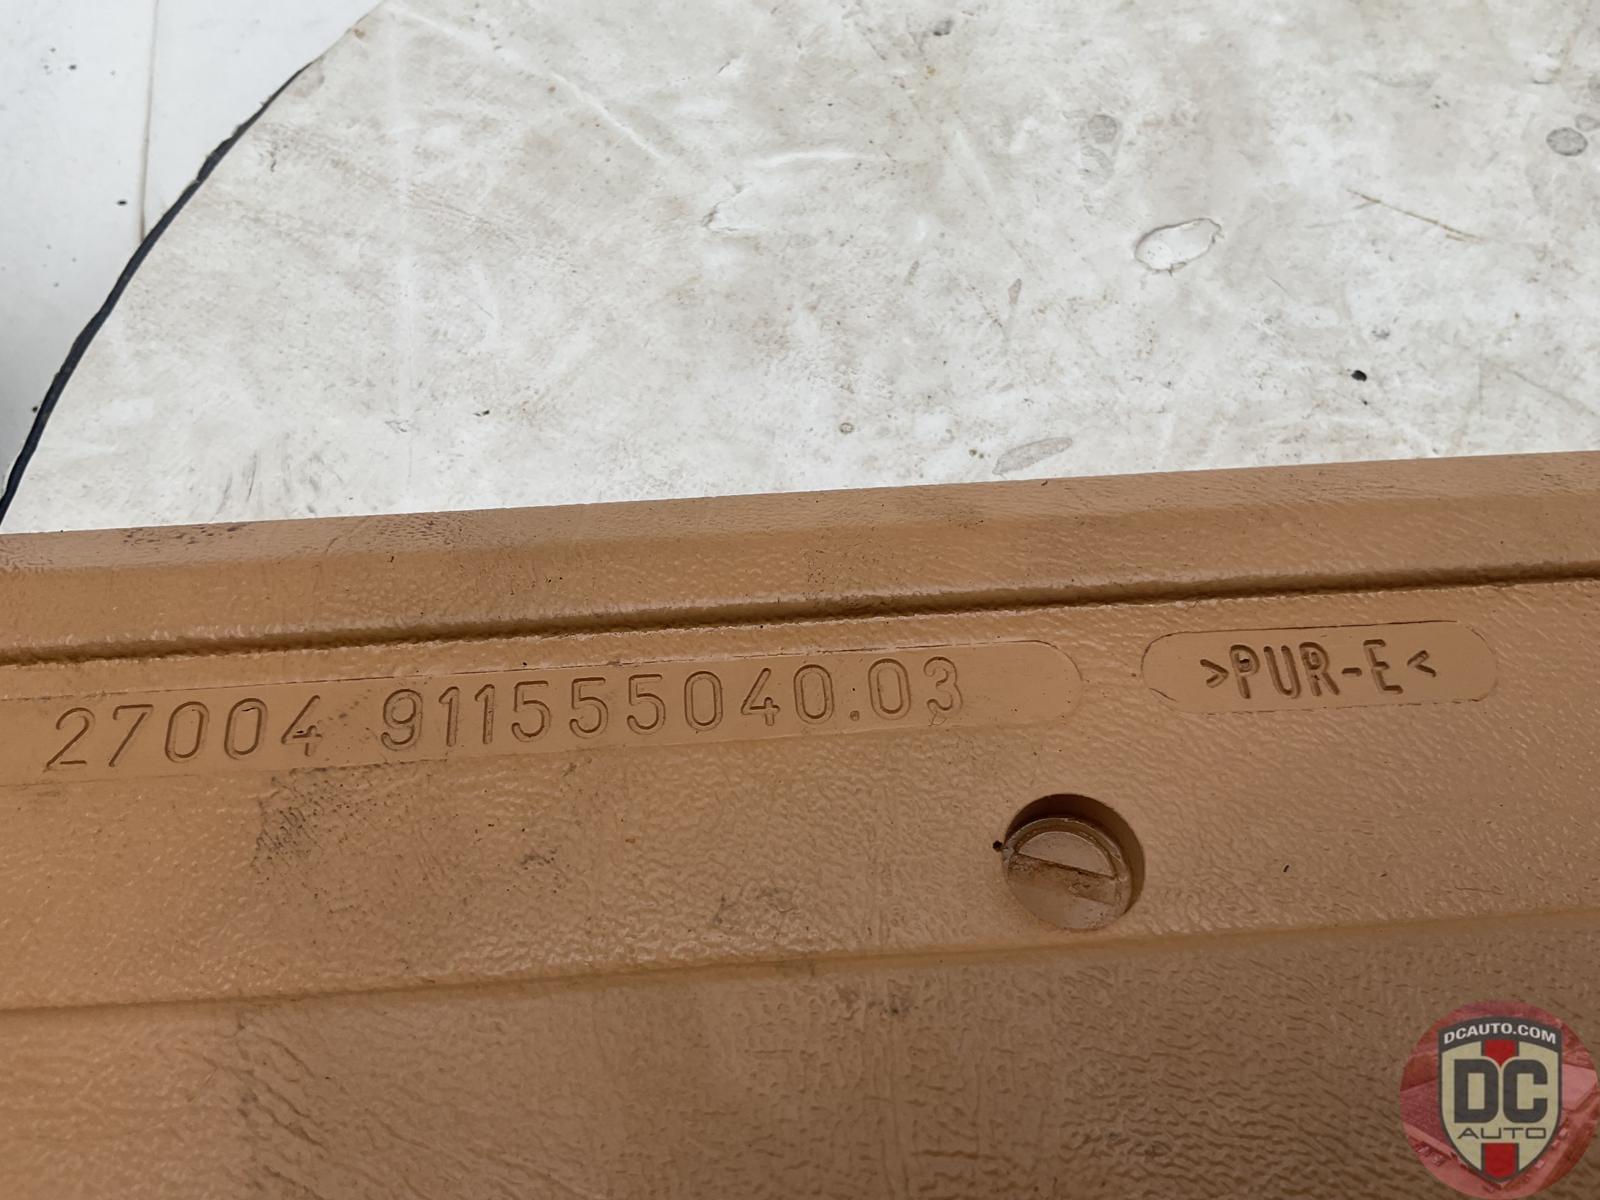 27004 911555040.03
>PUR-E<
DCAUTO.COM
DC
AUTO